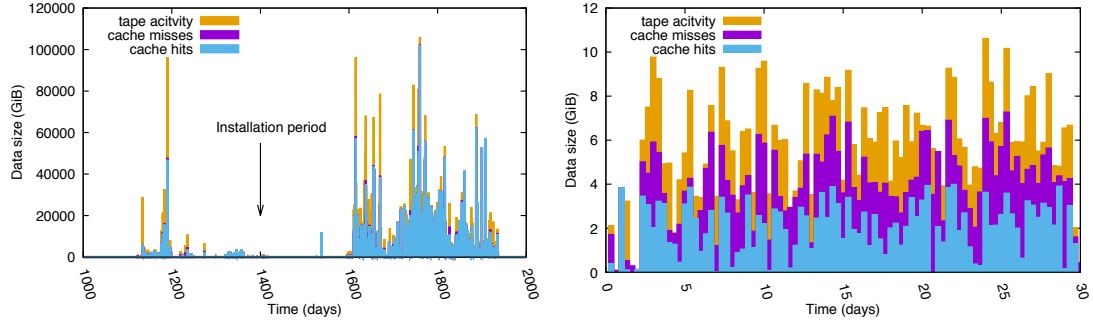 tape acitvity
cache misses
cache hits
Installation period
Data size (GiB)
120000
100000
80000
60000
40000
20000
0
1000
1200
1400
1600
1800
2000
Time (days)
tape acitvity
cache misses
cache hits
Data size (GiB)
12
10
8
6
4
2
0
0
5
10
15
20
25
30
Time (days)